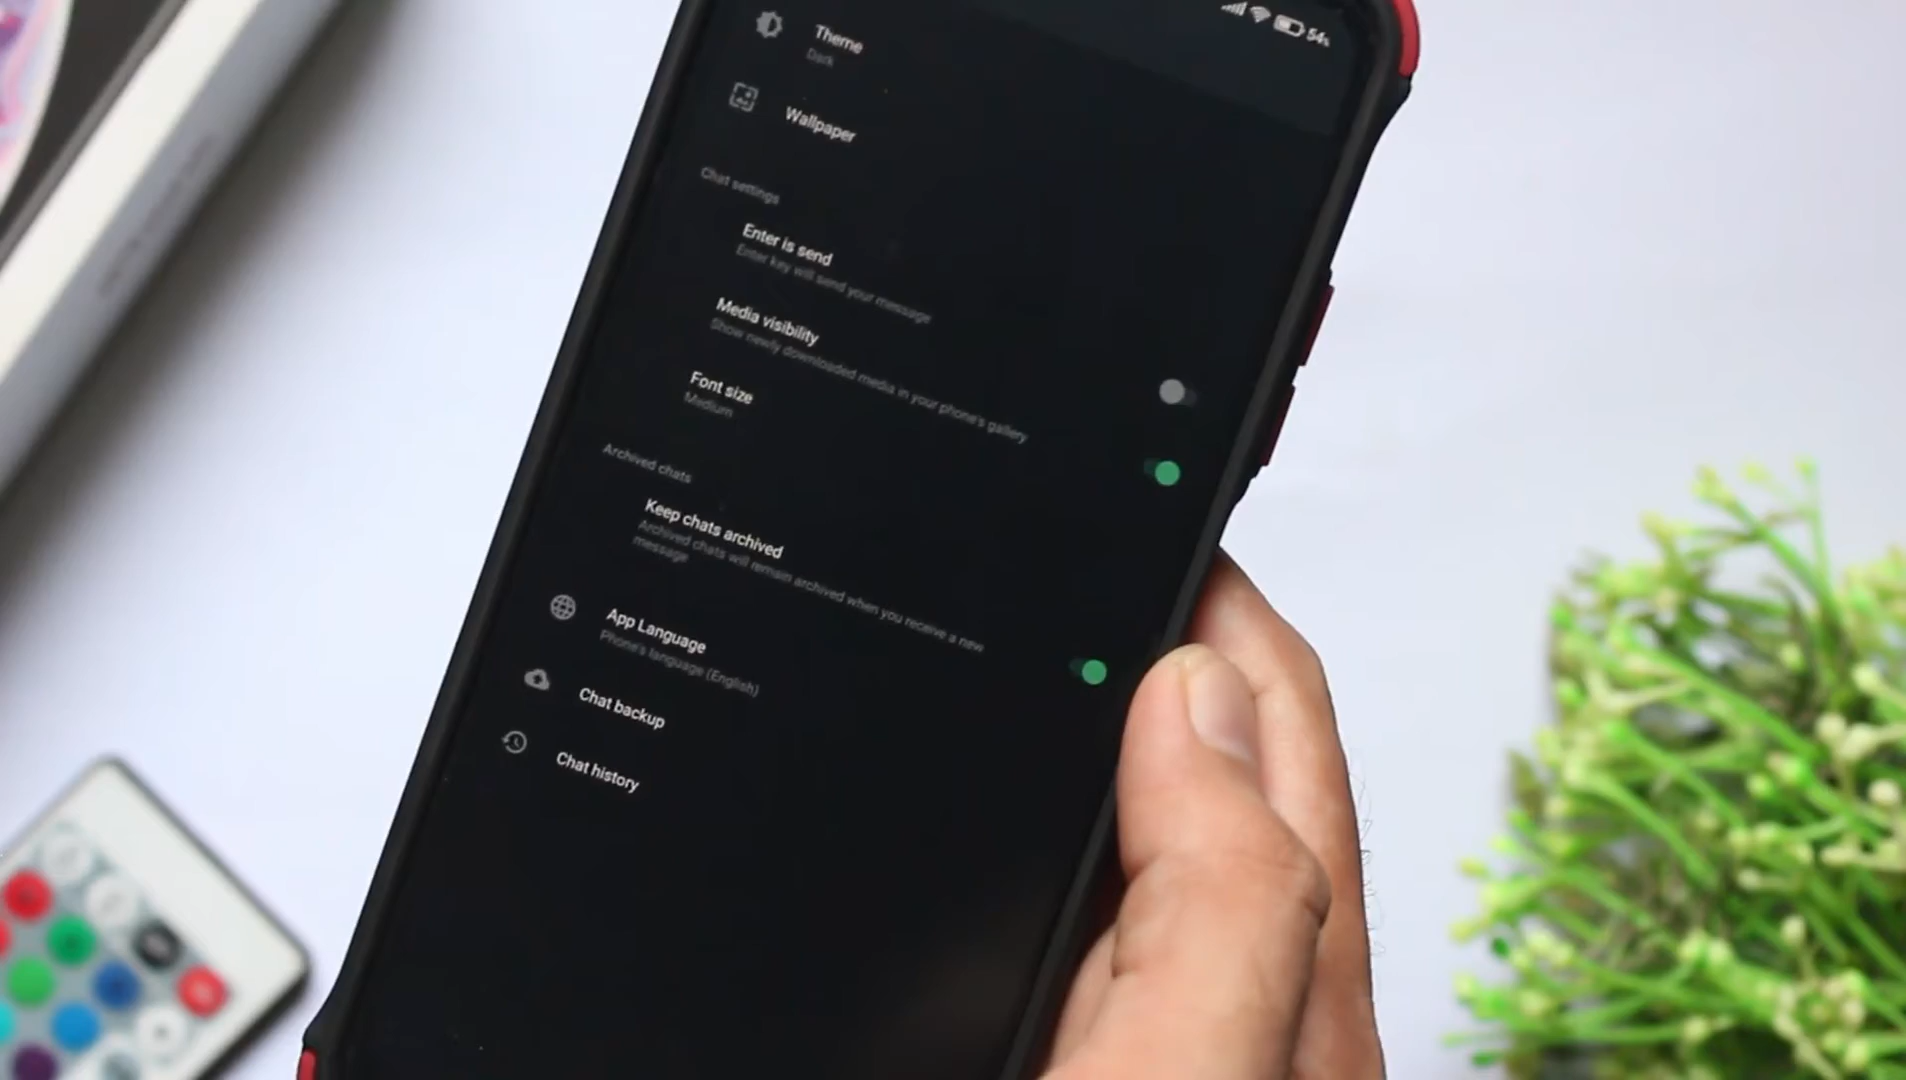 54%
Theme
Dark
Wallpaper
Chat settings
Enter is send
Enter key will send your message
Media visibility
Show newly downloaded media in your phone's gallery
Font size
Medium
Archived chats
Keep chats archived
Archived chats will remain archived when you receive a new
message
App Language
Phone's language (English)
Chat backup
Chat history